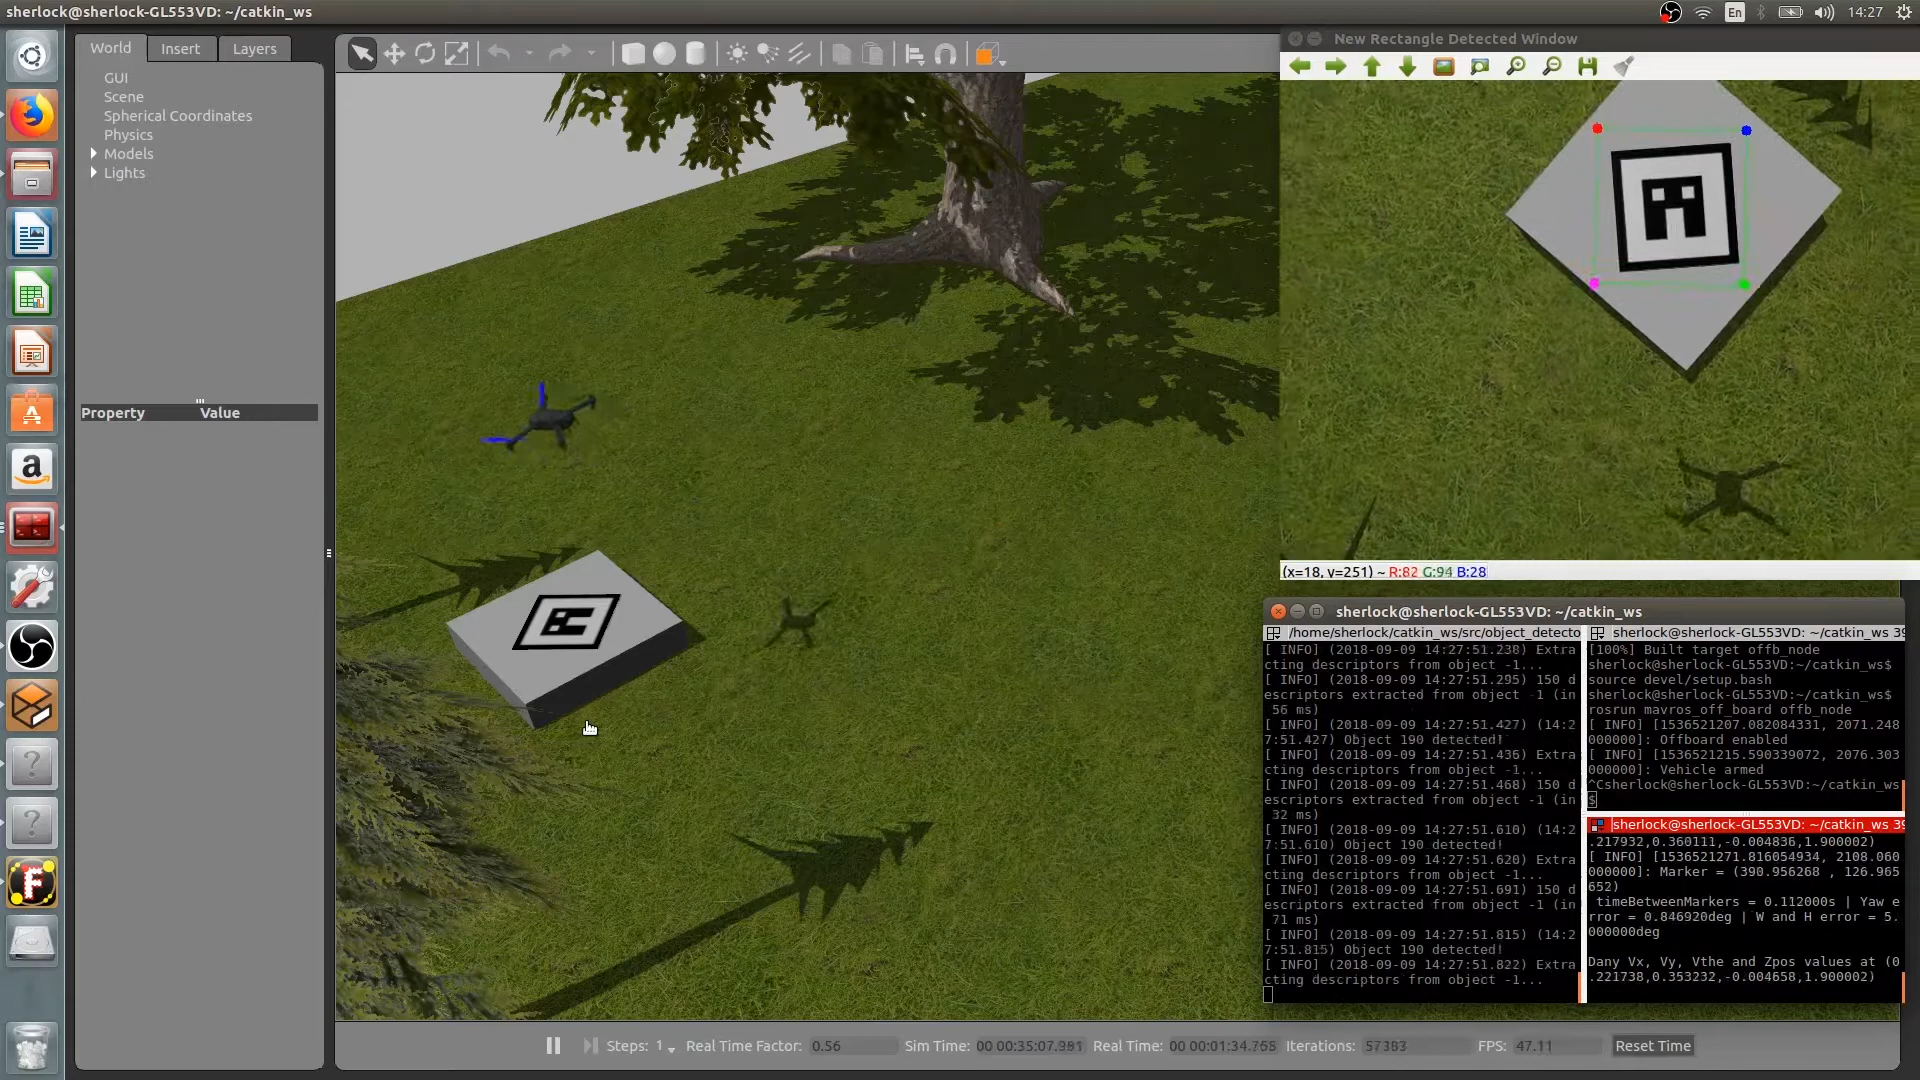 sherlock@sherlock-GL553VD: ~/catkin_ws
En
14:27
World
Insert
Layers
GUI
Scene
Spherical Coordinates
Physics
Models
Lights
Property
Value
New Rectangle Detected Window
(x=18, y=251) ~ R:82 G:94 B:28
sherlock@sherlock-GL553VD: ~/catkin_ws
/home/sherlock/catkin_ws/src/object_detecto
[ INFO] (2018-09-09 14:27:51.238) Extra
cting descriptors from object -1...
[ INFO] (2018-09-09 14:27:51.295) 150 d
escriptors extracted from object -1 (in
56 ms)
[ INFO] (2018-09-09 14:27:51.427) (14:2
7:51.427) Object 190 detected!
[ INFO] (2018-09-09 14:27:51.436) Extra
cting descriptors from object -1...
[ INFO] (2018-09-09 14:27:51.468) 150 d
escriptors extracted from object -1 (in
32 ms)
[ INFO] (2018-09-09 14:27:51.610) (14:2
7:51.610) Object 190 detected!
[ INFO] (2018-09-09 14:27:51.620) Extra
cting descriptors from object -1...
[ INFO] (2018-09-09 14:27:51.691) 150 d
escriptors extracted from object -1 (in
71 ms)
[ INFO] (2018-09-09 14:27:51.815) (14:2
7:51.815) Object 190 detected!
[ INFO] (2018-09-09 14:27:51.822) Extra
cting descriptors from object -1...
sherlock@sherlock-GL553VD: ~/catkin_ws 39
[100%] Built target offb_node
sherlock@sherlock-GL553VD:~/catkin_ws$
source devel/setup.bash
sherlock@sherlock-GL553VD:~/catkin_ws$
rosrun mavros_off_board offb_node
[ INFO] [1536521207.082084331, 2071.248
000000]: Offboard enabled
[ INFO] [1536521215.590339072, 2076.303
000000]: Vehicle armed
^Csherlock@sherlock-GL553VD:~/catkin_ws
$
sherlock@sherlock-GL553VD: ~/catkin_ws 39
.217932,0.360111,-0.004836,1.900002)
[ INFO] [1536521271.816054934, 2108.060
000000]: Marker = (390.956268 , 126.965
652)
timeBetweenMarkers = 0.112000s | Yaw e
rror = 0.846920deg | W and H error = 5.
000000deg
Dany Vx, Vy, Vthe and Zpos values at (0
.221738,0.353232,-0.004658,1.900002)
Steps: 1
Real Time Factor: 0.56
Sim Time: 00 00:35:07.981
Real Time: 00 00:01:34.755
Iterations: 57383
FPS: 47.11
Reset Time